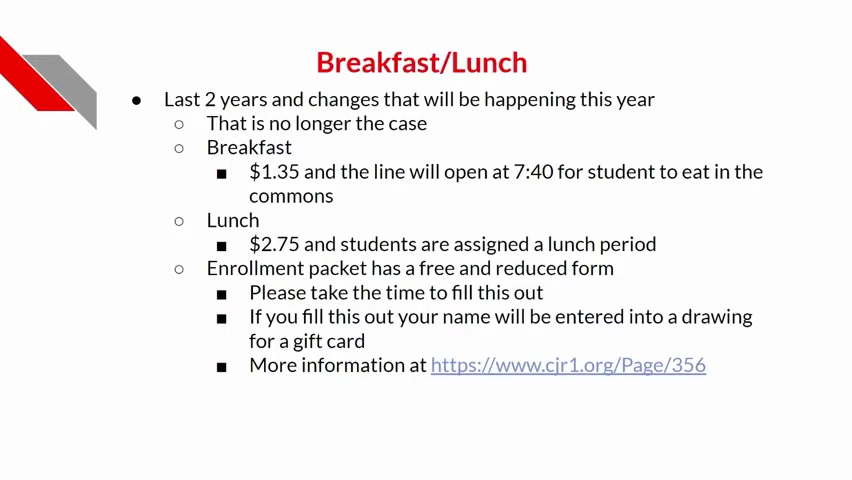 Breakfast/Lunch
● Last 2 years and changes that will be happening this year
○ That is no longer the case
○ Breakfast
■ $1.35 and the line will open at 7:40 for student to eat in the
commons
○ Lunch
■ $2.75 and students are assigned a lunch period
○ Enrollment packet has a free and reduced form
■ Please take the time to fill this out
■ If you fill this out your name will be entered into a drawing
for a gift card
■ More information at https://www.cjr1.org/Page/356